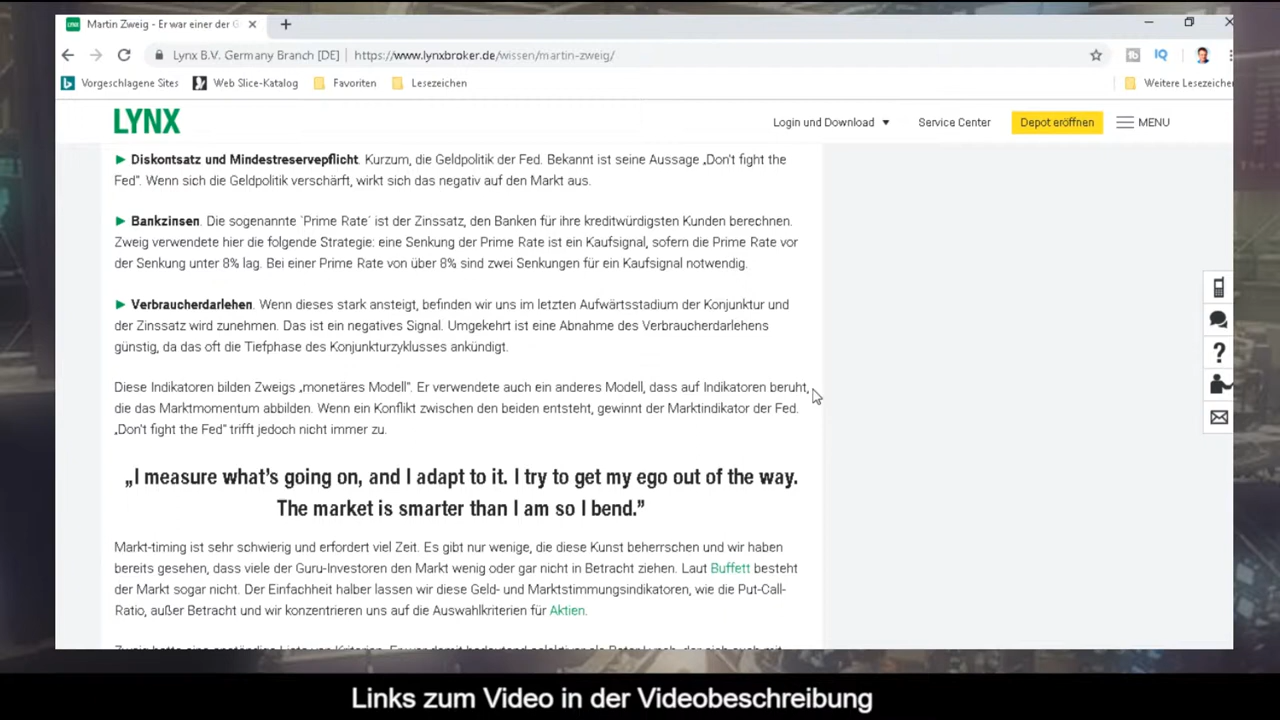 LYNX
Martin Zweig - Er war einer der G
Lynx B.V. Germany Branch [DE] | https://www.lynxbroker.de/wissen/martin-zweig/
Vorgeschlagene Sites Web Slice-Katalog Favoriten Lesezeichen Weitere Lesezeicher
LYNX Login und Download Service Center Depot eröffnen MENU
► Diskontsatz und Mindestreservepflicht. Kurzum, die Geldpolitik der Fed. Bekannt ist seine Aussage „Don't fight the
Fed“. Wenn sich die Geldpolitik verschärft, wirkt sich das negativ auf den Markt aus.
► Bankzinsen. Die sogenannte `Prime Rate´ ist der Zinssatz, den Banken für ihre kreditwürdigsten Kunden berechnen.
Zweig verwendete hier die folgende Strategie: eine Senkung der Prime Rate ist ein Kaufsignal, sofern die Prime Rate vor
der Senkung unter 8% lag. Bei einer Prime Rate von über 8% sind zwei Senkungen für ein Kaufsignal notwendig.
► Verbraucherdarlehen. Wenn dieses stark ansteigt, befinden wir uns im letzten Aufwärtsstadium der Konjunktur und
der Zinssatz wird zunehmen. Das ist ein negatives Signal. Umgekehrt ist eine Abnahme des Verbraucherdarlehens
günstig, da das oft die Tiefphase des Konjunkturzyklusses ankündigt.
Diese Indikatoren bilden Zweigs „monetäres Modell“. Er verwendete auch ein anderes Modell, dass auf Indikatoren beruht,
die das Marktmomentum abbilden. Wenn ein Konflikt zwischen den beiden entsteht, gewinnt der Marktindikator der Fed.
„Don't fight the Fed“ trifft jedoch nicht immer zu.
„I measure what’s going on, and I adapt to it. I try to get my ego out of the way.
The market is smarter than I am so I bend.”
Markt-timing ist sehr schwierig und erfordert viel Zeit. Es gibt nur wenige, die diese Kunst beherrschen und wir haben
bereits gesehen, dass viele der Guru-Investoren den Markt wenig oder gar nicht in Betracht ziehen. Laut Buffett besteht
der Markt sogar nicht. Der Einfachheit halber lassen wir diese Geld- und Marktstimmungsindikatoren, wie die Put-Call-
Ratio, außer Betracht und wir konzentrieren uns auf die Auswahlkriterien für Aktien.
Links zum Video in der Videobeschreibung